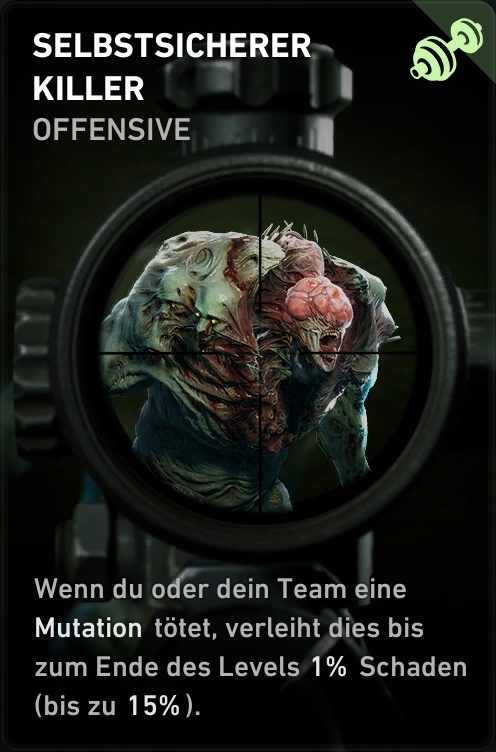 SELBSTSICHERER
KILLER
OFFENSIVE
Wenn du oder dein Team eine
Mutation tötet, verleiht dies bis
zum Ende des Levels 1% Schaden
(bis zu 15%).